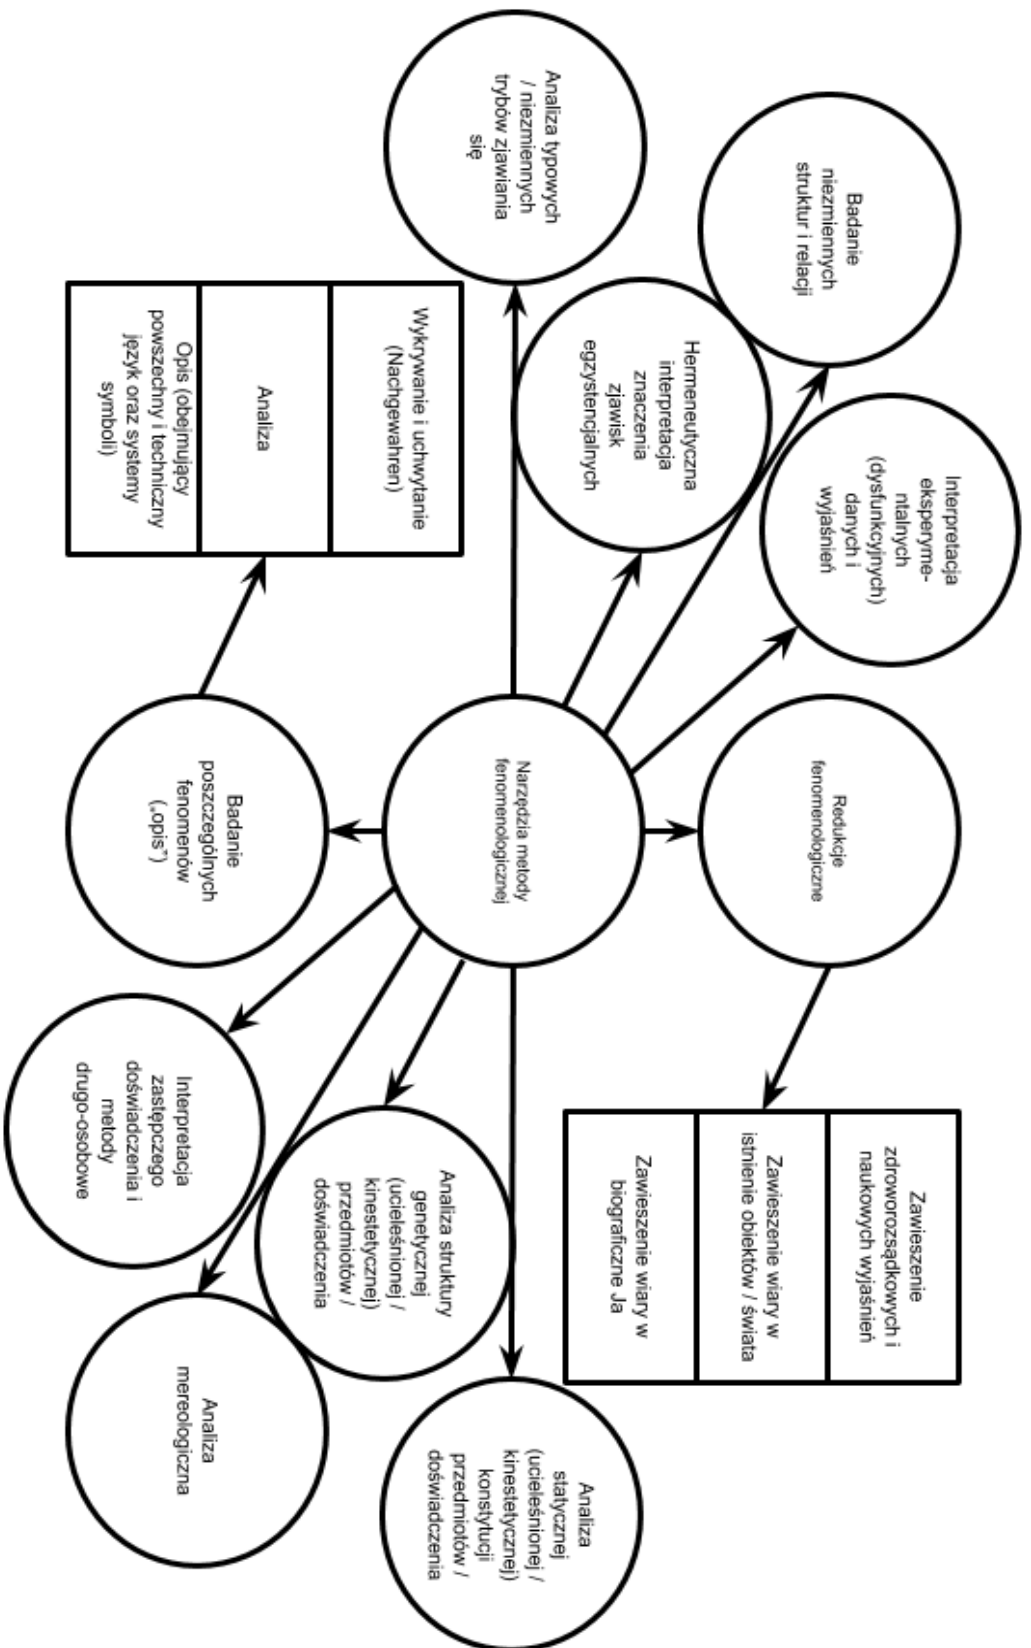 Interpretacja
eksperyme-
ntalnych
(dysfunkcyjnych)
danych i
wyjaśnień
Badanie
niezmiennych
struktur i relacji
Redukcje
fenomenologiczne
Zawieszenie
zdroworozsądkowych i
naukowych wyjaśnień
Zawieszenie wiary w
istnienie obiektów / świata
Zawieszenie wiary w
biograficzne Ja
Hermeneutyczna
interpretacja
znaczenia
zjawisk
egzystencjalnych
Analiza typowych
/ niezmiennych
trybów zjawiania
się
Narzędzia metody
fenomenologicznej
Analiza
statycznej
(ucieleśnionej /
kinestetycznej)
konstytucji
przedmiotów /
doświadczenia
Wykrywanie i uchwytanie
(Nachgewahren)
Analiza
Opis (obejmujący
powszechny i techniczny
język oraz systemy
symboli)
Analiza struktury
genetycznej
(ucieleśnionej /
kinestetycznej)
przedmiotów /
doświadczenia
Badanie
poszczególnych
fenomenów
(„opis”)
Interpretacja
zastępczego
doświadczenia i
metody
drugo-osobowe
Analiza
mereologiczna